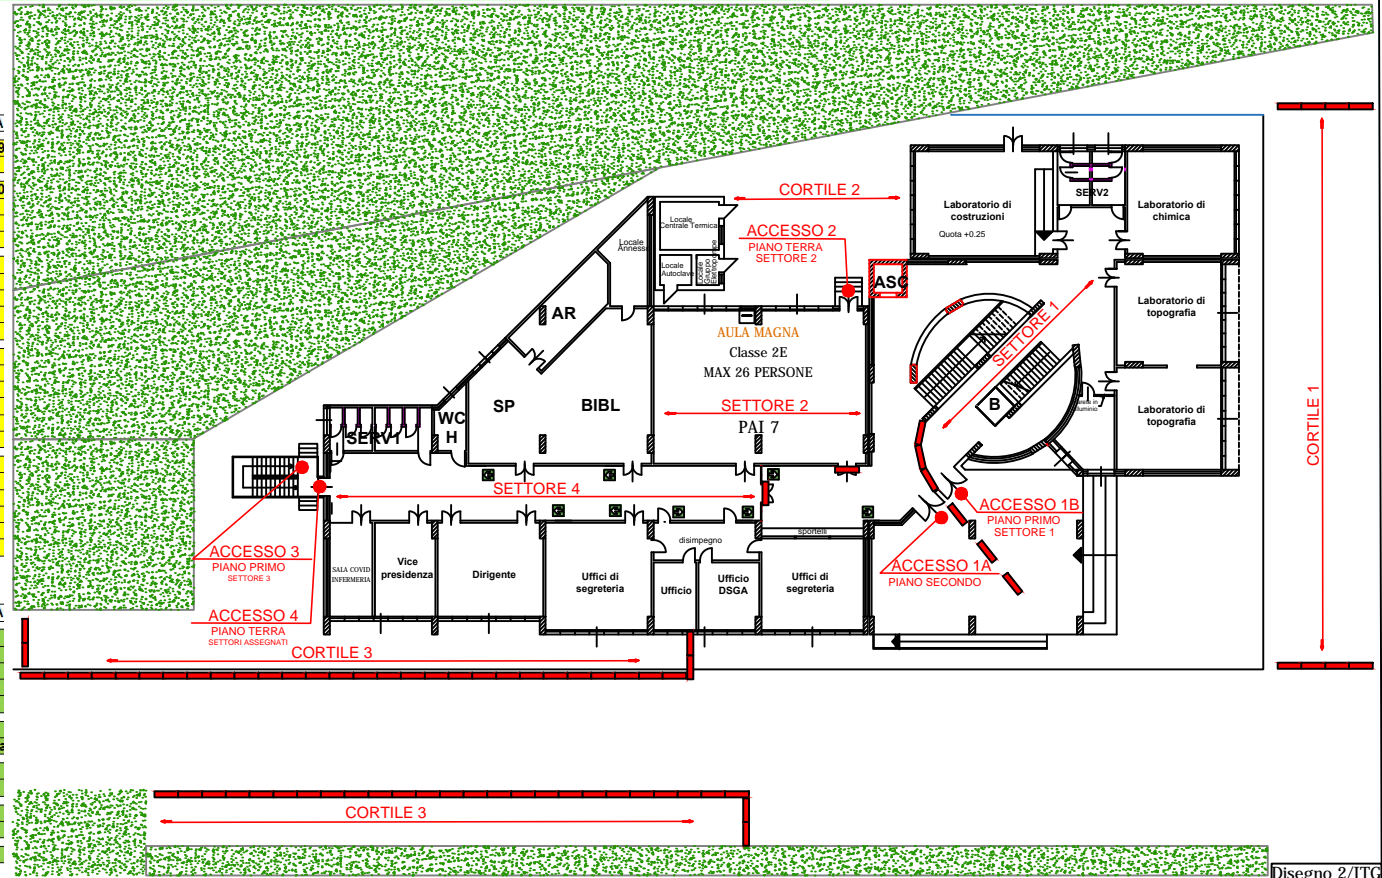 CORTILE 2
ACCESSO 2
PIANO TERRA
SETTORE 2
Locale
Centrale Termica
Locale
Annesso
Locale
Autoclave
Locale
Gruppo
Elettropompe
Laboratorio di
costruzioni
Quota +0.25
SERV2
Laboratorio di
chimica
ASC
AR
AULA MAGNA
Classe 2E
MAX 26 PERSONE
SETTORE 2
PAI 7
SETTORE 1
Laboratorio di
topografia
Laboratorio di
topografia
CORTILE 1
SP
BIBL
B
WC
H
SERV1
SETTORE 4
ACCESSO 1B
PIANO PRIMO
SETTORE 1
ACCESSO 1A
PIANO SECONDO
ACCESSO 3
PIANO PRIMO
SETTORE 3
ACCESSO 4
PIANO TERRA
SETTORI ASSEGNATI
SALA COVID
INFERMERIA
Vice
presidenza
Dirigente
Uffici di
segreteria
disimpegno
Ufficio
Ufficio
DSGA
sportelli
Uffici di
segreteria
CORTILE 3
CORTILE 3
Disegno 2/ITG